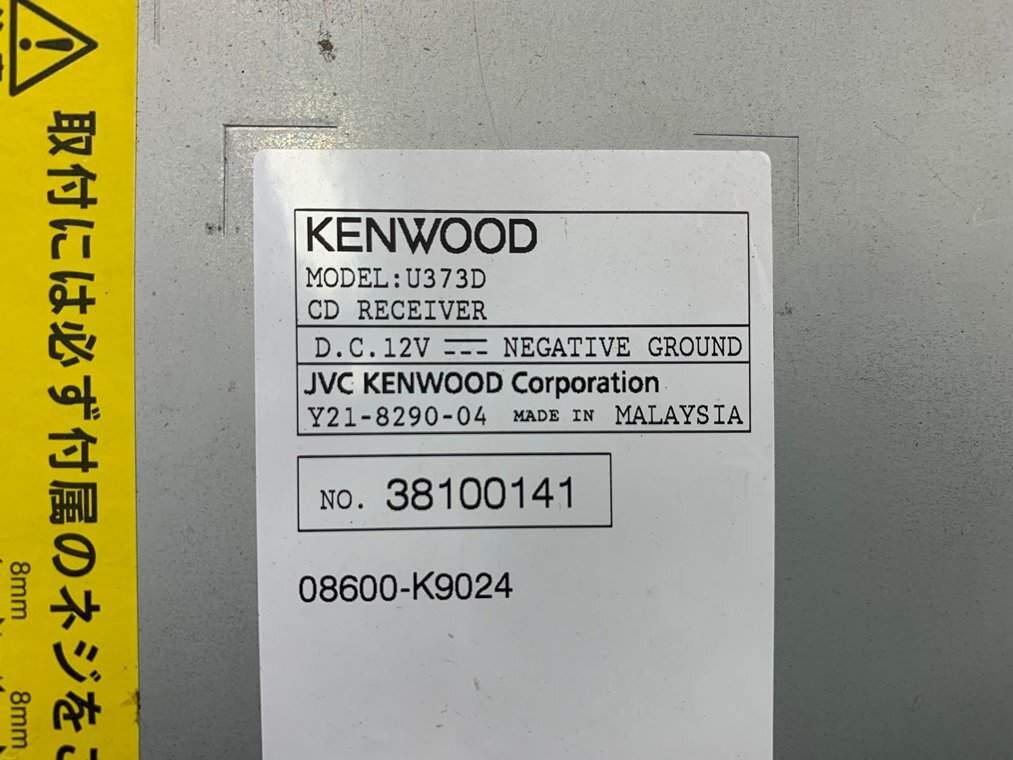 取付には必ず付属のネジを
8mm
8mm
KENWOOD
MODEL:U373D
CD RECEIVER
D.C.12V NEGATIVE GROUND
JVC KENWOOD Corporation
Y21-8290-04 MADE IN MALAYSIA
NO. 38100141
08600-K9024